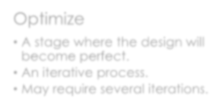 Optimize
• A stage where the design will
become perfect.
• An iterative process.
• May require several iterations.